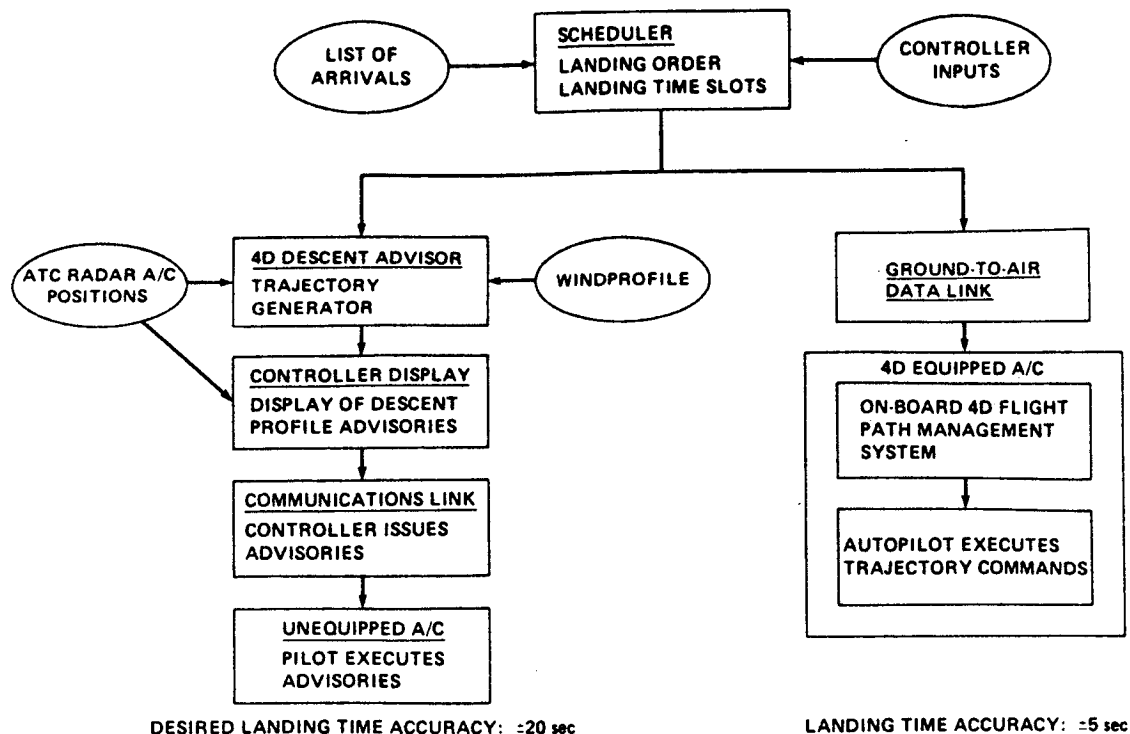 LIST OF
ARRIVALS
SCHEDULER
LANDING ORDER
LANDING TIME SLOTS
CONTROLLER
INPUTS
ATC RADAR A/C
POSITIONS
4D DESCENT ADVISOR
TRAJECTORY
GENERATOR
WINDPROFILE
CONTROLLER DISPLAY
DISPLAY OF DESCENT
PROFILE ADVISORIES
COMMUNICATIONS LINK
CONTROLLER ISSUES
ADVISORIES
UNEQUIPPED A/C
PILOT EXECUTES
ADVISORIES
DESIRED LANDING TIME ACCURACY: ±20 sec
GROUND-TO-AIR
DATA LINK
4D EQUIPPED A/C
ON-BOARD 4D FLIGHT
PATH MANAGEMENT
SYSTEM
AUTOPILOT EXECUTES
TRAJECTORY COMMANDS
LANDING TIME ACCURACY: ±5 sec